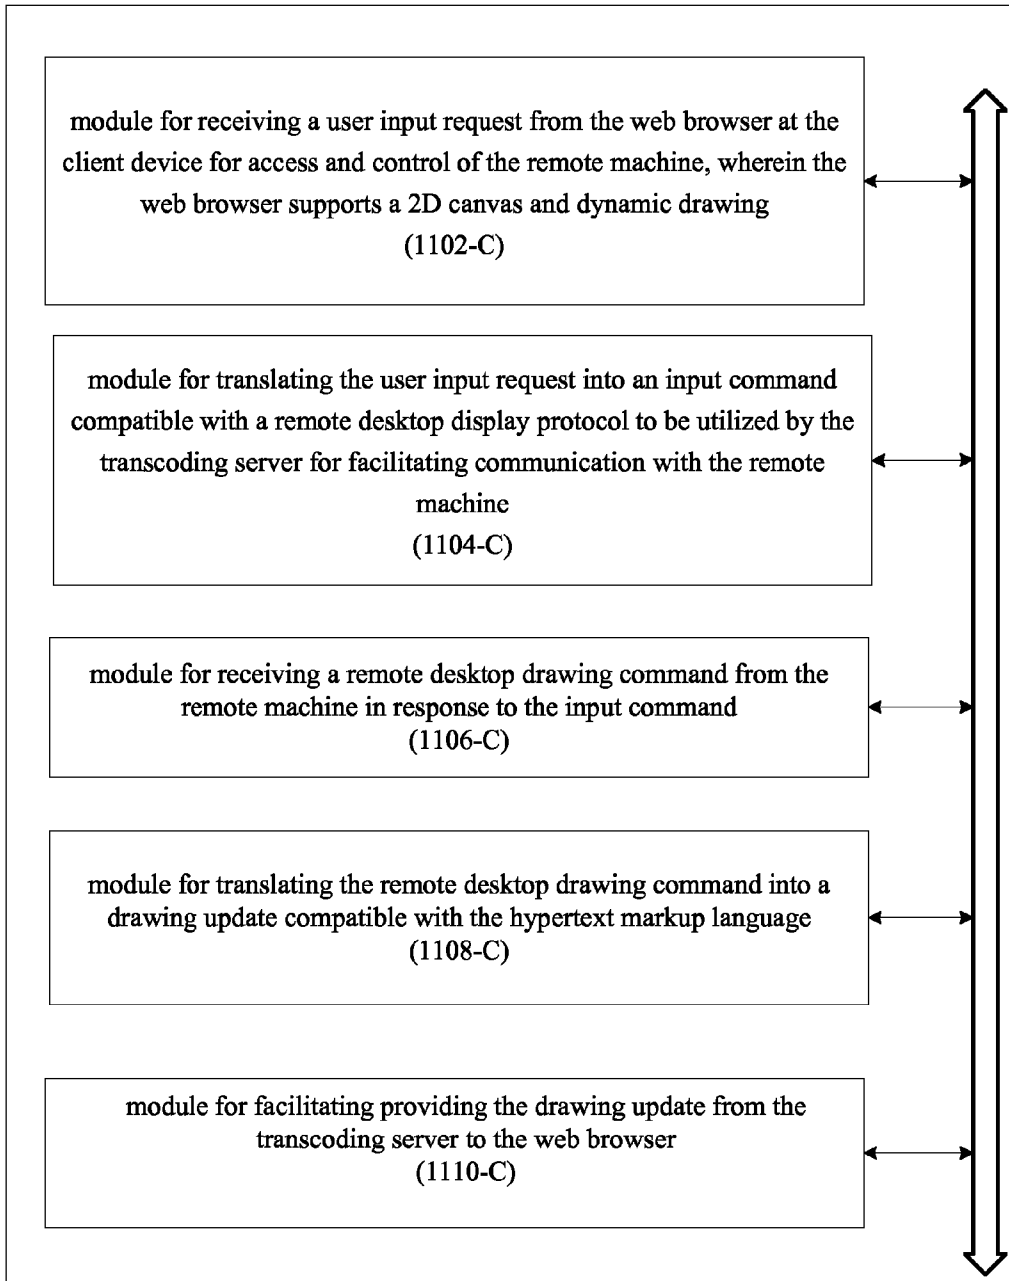 module for receiving a user input request from the web browser at the
client device for access and control of the remote machine, wherein the
web browser supports a 2D canvas and dynamic drawing
(1102-C)
module for translating the user input request into an input command
compatible with a remote desktop display protocol to be utilized by the
transcoding server for facilitating communication with the remote
machine
(1104-C)
module for receiving a remote desktop drawing command from the
remote machine in response to the input command
(1106-C)
module for translating the remote desktop drawing command into a
drawing update compatible with the hypertext markup language
(1108-C)
module for facilitating providing the drawing update from the
transcoding server to the web browser
(1110-C)